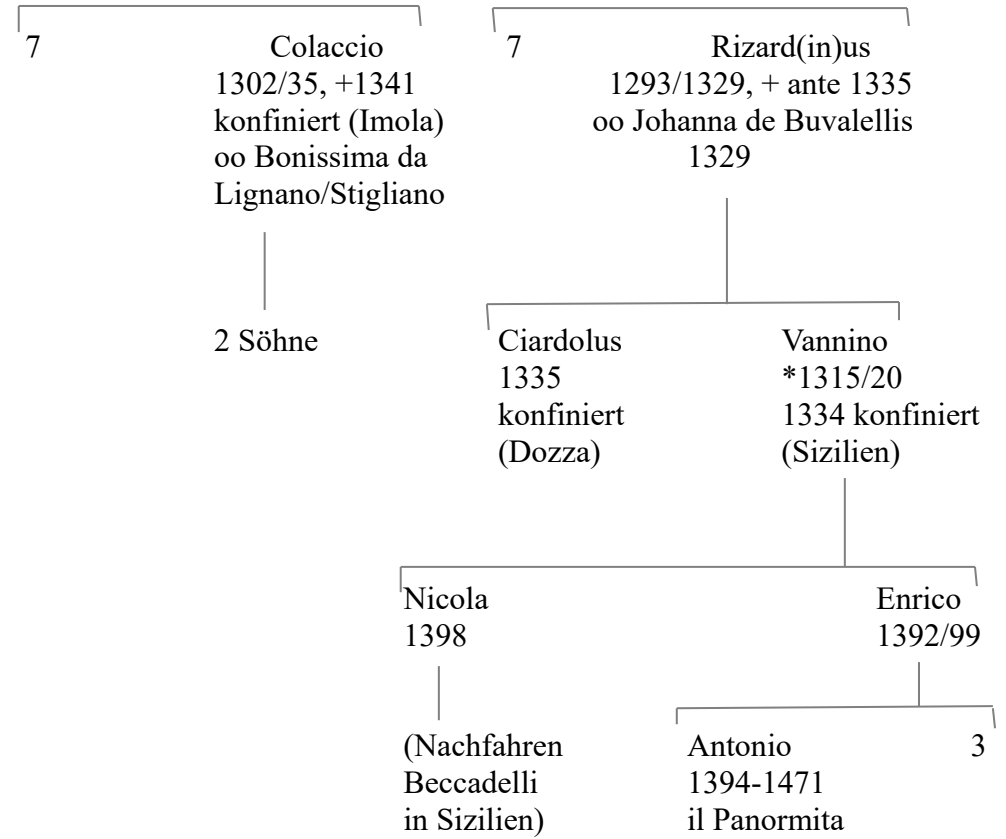 7
Colaccio
1302/35, +1341
konfiniert (Imola)
oo Bonissima da
Lignano/Stigliano
2 Söhne
7
Rizard(in)us
1293/1329, + ante 1335
oo Johanna de Buvalellis
1329
Ciardolus
1335
konfiniert
(Dozza)
Vannino
*1315/20
1334 konfiniert
(Sizilien)
Nicola
1398
Enrico
1392/99
(Nachfahren
Beccadelli
in Sizilien)
Antonio
1394-1471
il Panormita
3